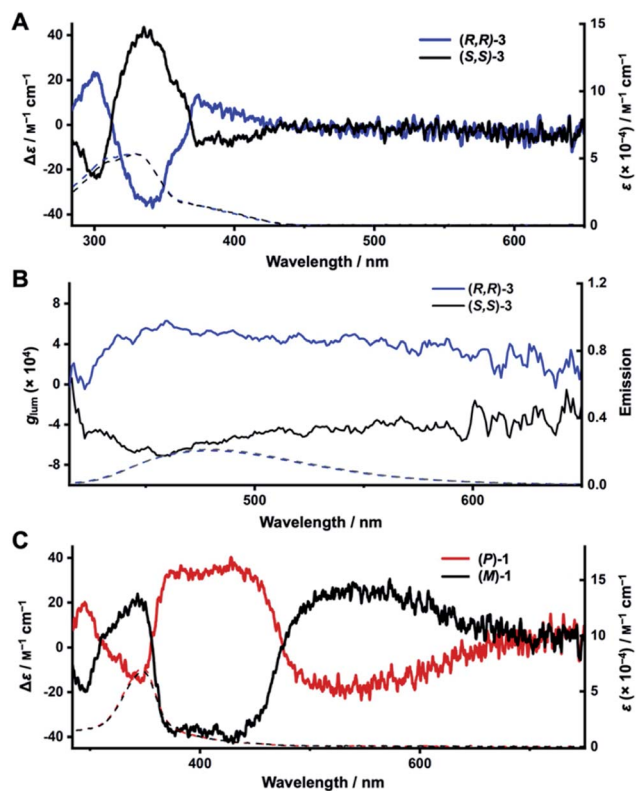 A
(R,R)-3
(S,S)-3
Δε / M⁻¹ cm⁻¹
40
20
0
-20
-40
15
10
5
0
ε (× 10⁻⁴) / M⁻¹ cm⁻¹
300 400 500 600
Wavelength / nm
B
(R,R)-3
(S,S)-3
glum (× 10⁴)
8
4
0
-4
-8
1.2
0.8
0.4
0.0
Emission
500 600
Wavelength / nm
C
(P)-1
(M)-1
Δε / M⁻¹ cm⁻¹
40
20
0
-20
-40
15
10
5
0
ε (× 10⁻⁴) / M⁻¹ cm⁻¹
400 600
Wavelength / nm